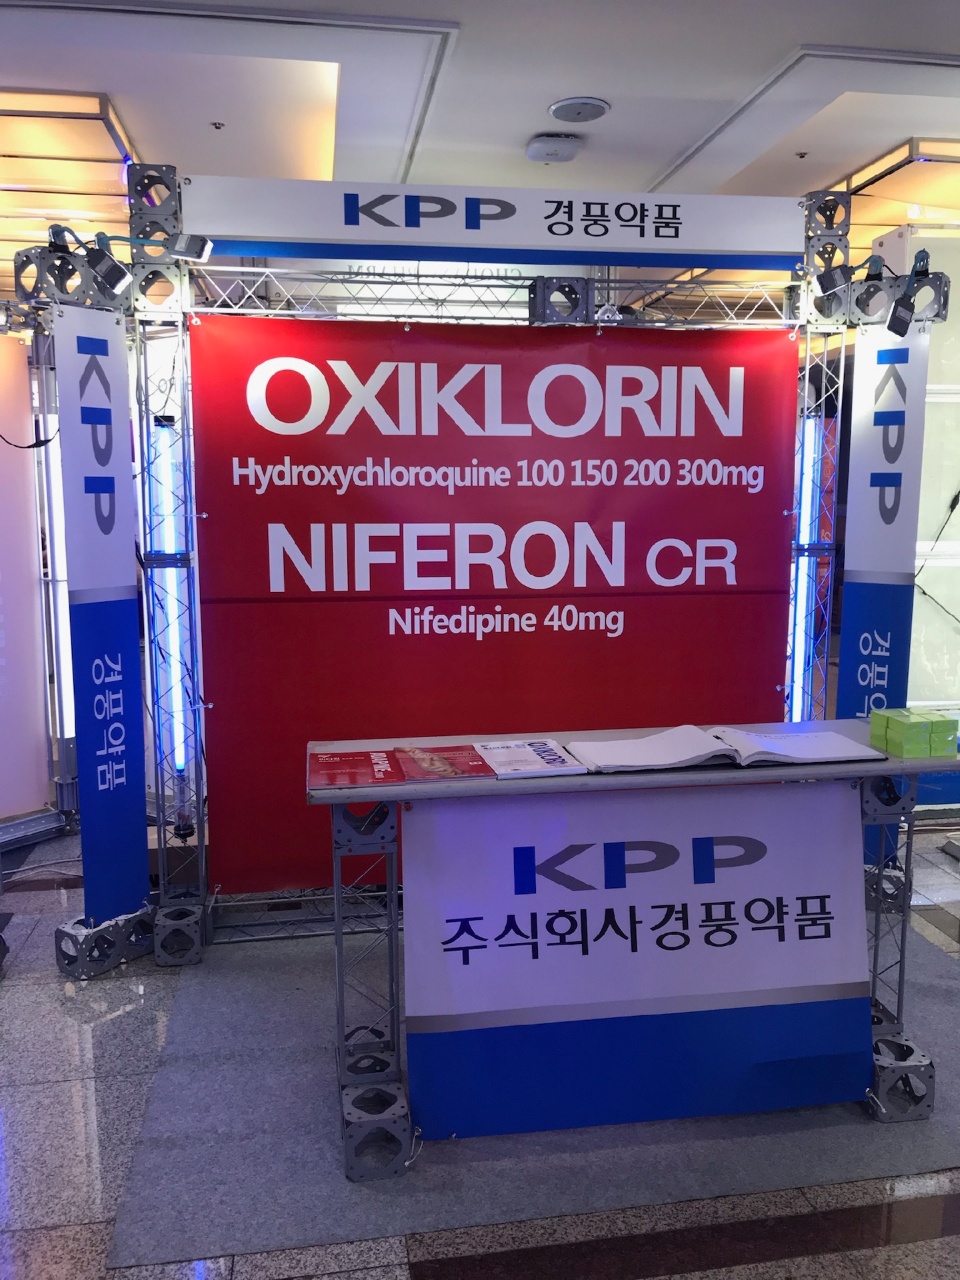 KPP 경풍약품
OXIKLORIN
Hydroxychloroquine 100 150 200 300mg
NIFERON CR
Nifedipine 40mg
KPP
경풍약품
KPP
경풍약
OXIKLORIN
KPP
주식회사경풍약품